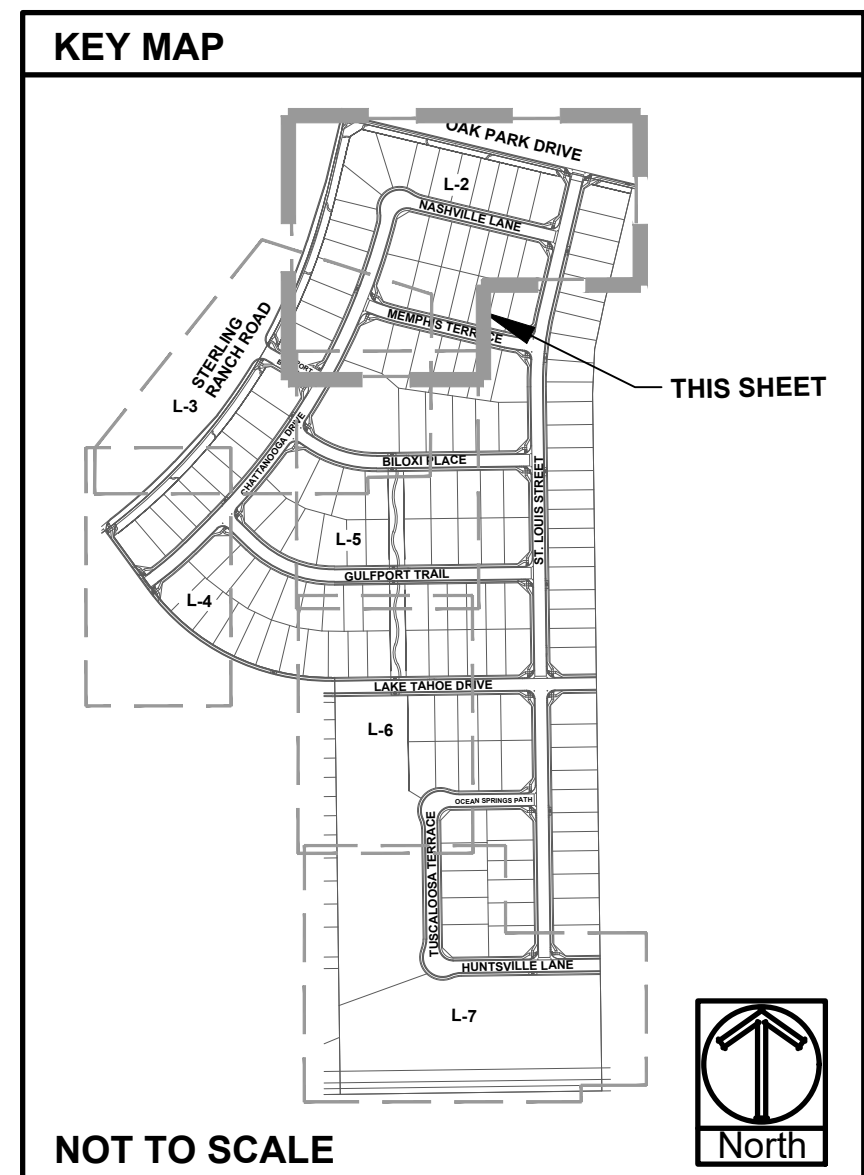 KEY MAP
OAK PARK DRIVE
L-2
NASHVILLE LANE
MEMPHIS TERRACE
STERLING
RANCH ROAD
THIS SHEET
L-3
CHATTANOOGA DRIVE
BILOXI PLACE
ST. LOUIS STREET
L-5
GULFPORT TRAIL
L-4
LAKE TAHOE DRIVE
L-6
OCEAN SPRINGS PATH
TUSCALOOSA TERRACE
HUNTSVILLE LANE
L-7
NOT TO SCALE
North